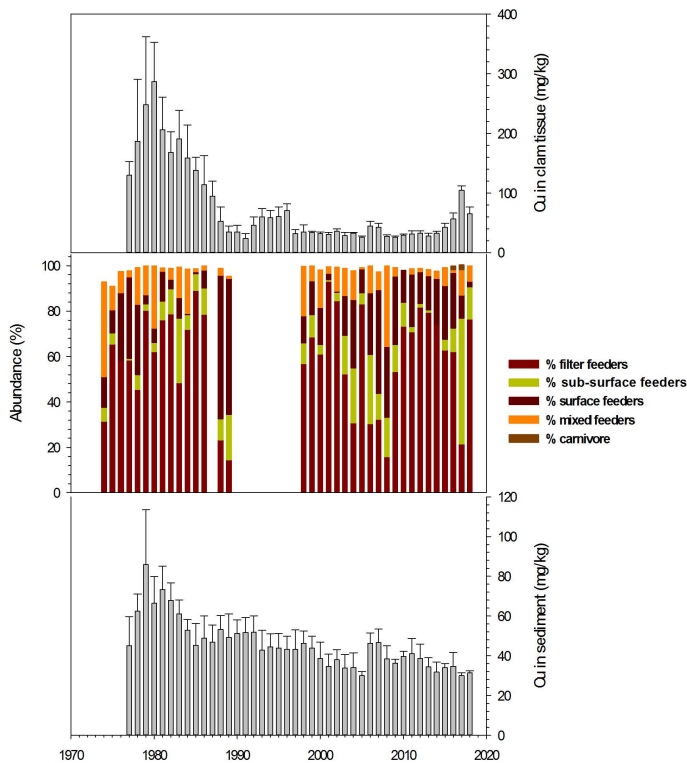 400
300
200
100
0
Cu in clam tissue (mg/kg)
100
80
60
40
20
0
Abundance (%)
% filter feeders
% sub-surface feeders
% surface feeders
% mixed feeders
% carnivore
120
100
80
60
40
20
0
Cu in sediment (mg/kg)
1970 1980 1990 2000 2010 2020